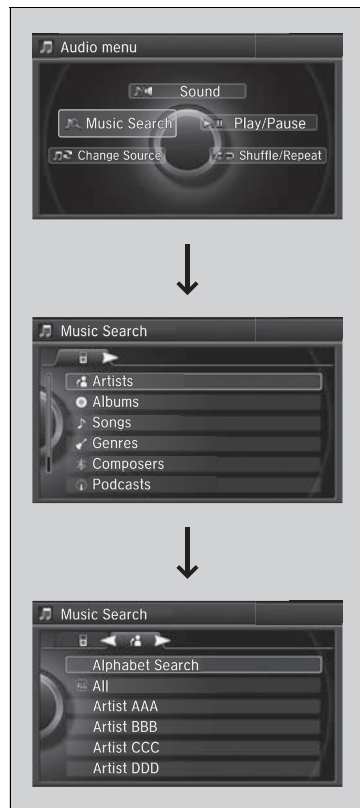 Audio menu
Sound
Music Search
Play/Pause
Change Source
Shuffle/Repeat
Music Search
Artists
Albums
Songs
Genres
Composers
Podcasts
Music Search
Alphabet Search
ALL All
Artist AAA
Artist BBB
Artist CCC
Artist DDD